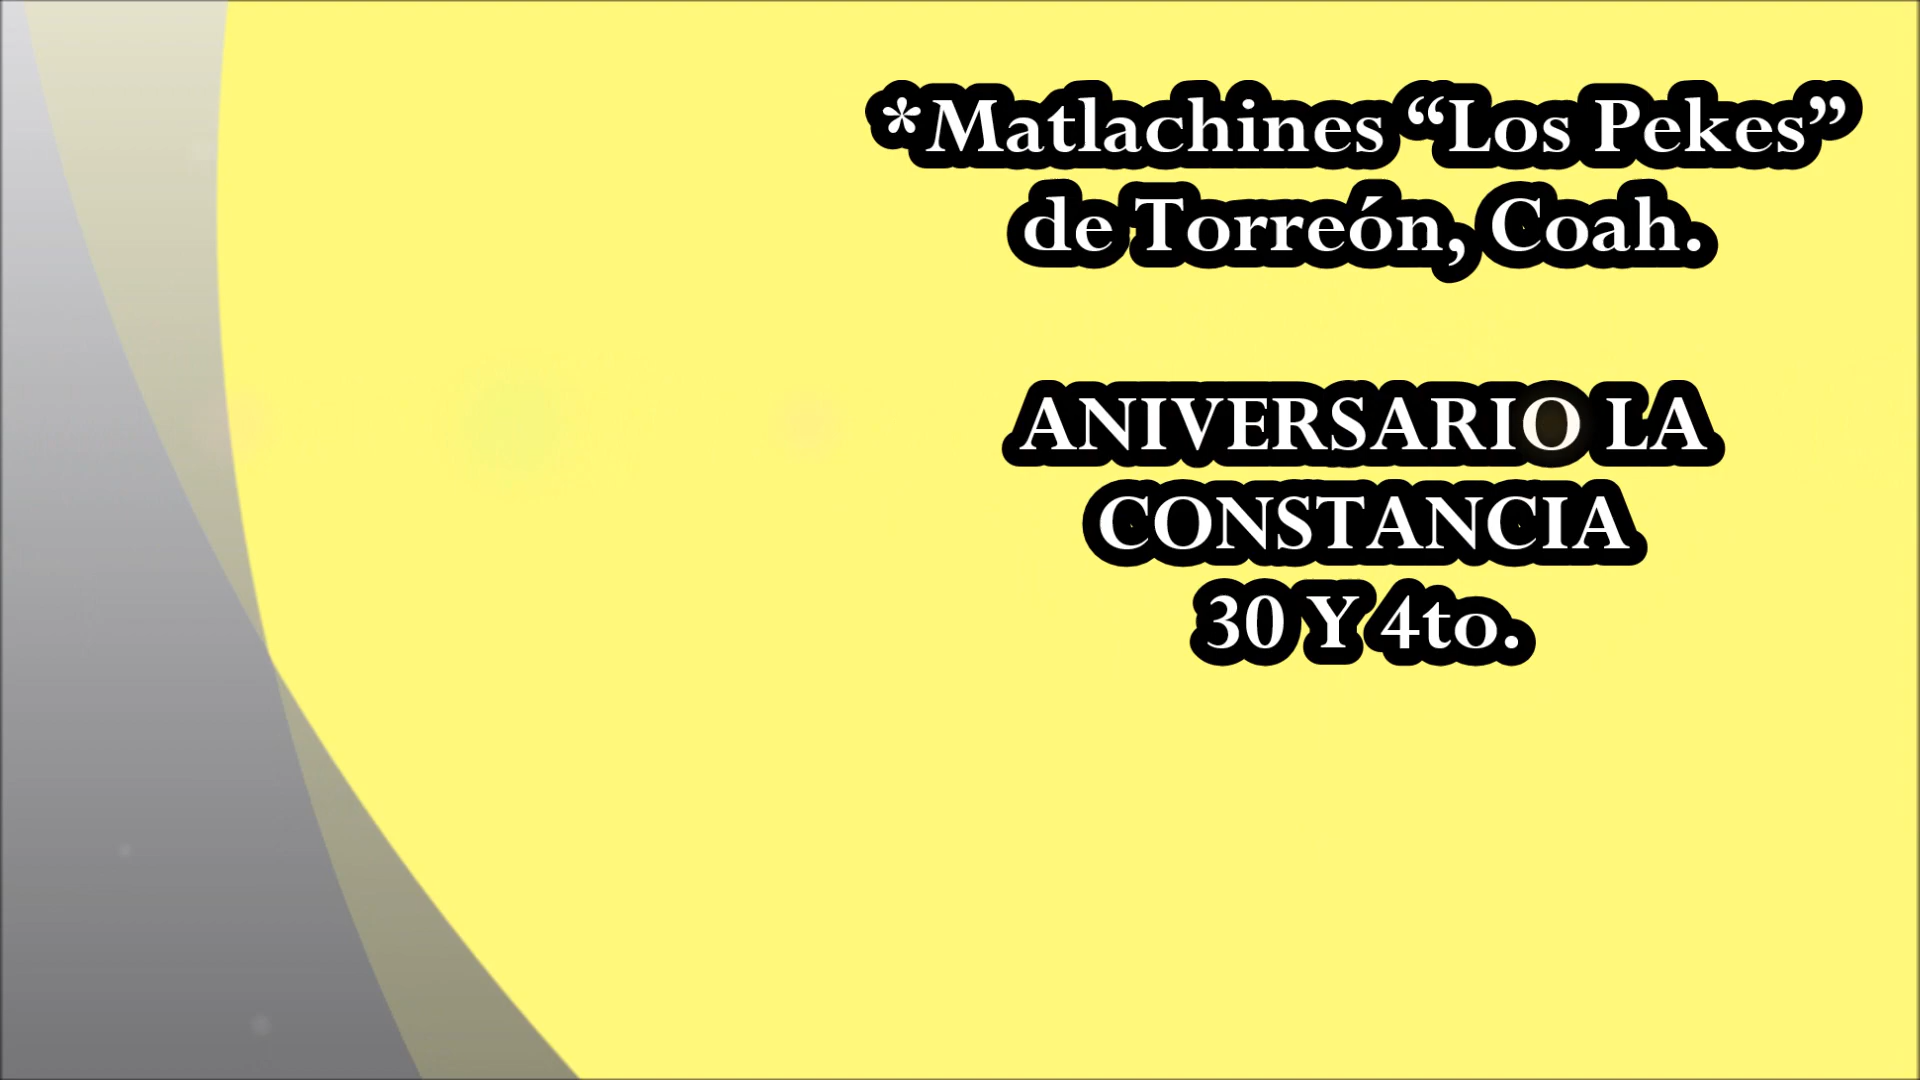 *Matlachines “Los Pekes”
de Torreón, Coah.
ANIVERSARIO LA
CONSTANCIA
30 Y 4to.